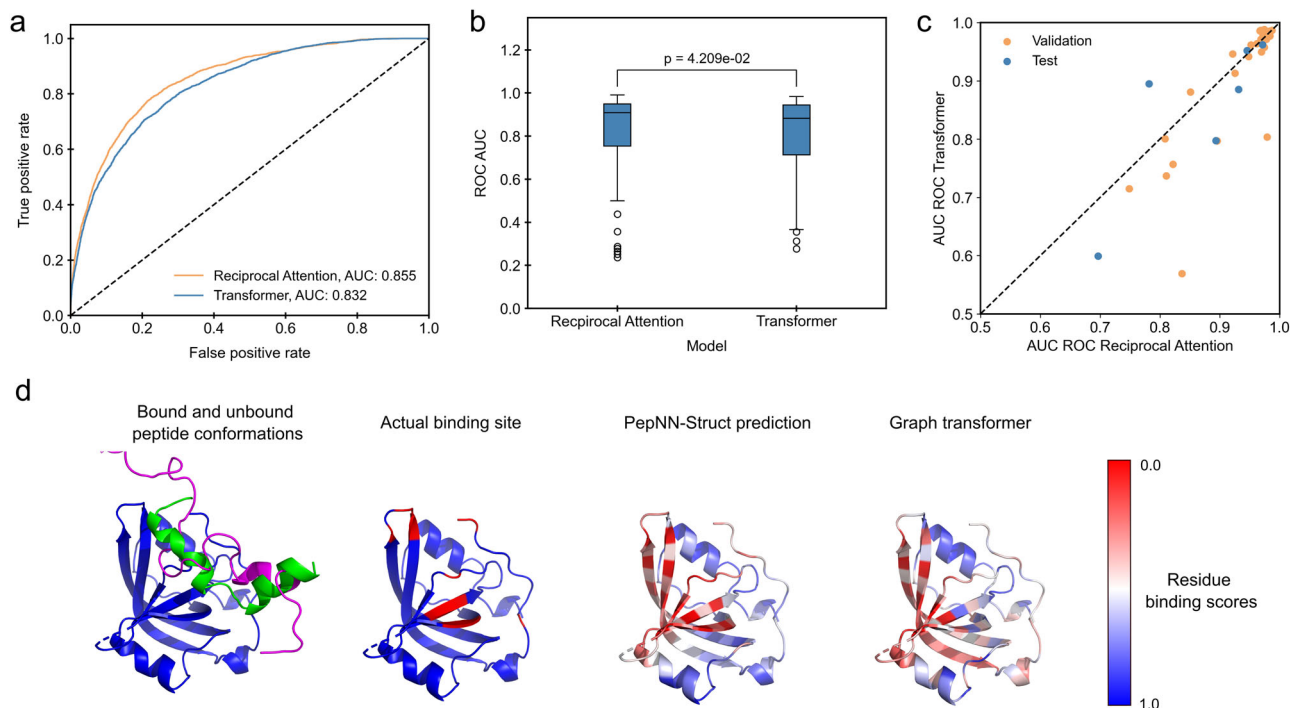 a
True positive rate
1.0
0.8
0.6
0.4
0.2
0.0
Reciprocal Attention, AUC: 0.855
Transformer, AUC: 0.832
0.0 0.2 0.4 0.6 0.8 1.0
False positive rate
b
ROC AUC
1.2
1.0
0.8
0.6
0.4
0.2
0.0
p = 4.209e-02
Recpirocal Attention Transformer
Model
c
AUC ROC Transformer
1.0
0.9
0.8
0.7
0.6
0.5
Validation
Test
0.5 0.6 0.7 0.8 0.9 1.0
AUC ROC Reciprocal Attention
d
Bound and unbound
peptide conformations
Actual binding site
PepNN-Struct prediction
Graph transformer
0.0
Residue
binding scores
1.0